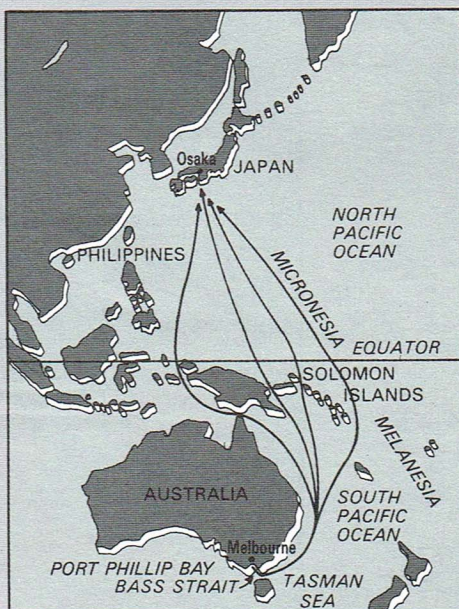 Osaka
JAPAN
NORTH
PACIFIC
OCEAN
PHILIPPINES
MICRONESIA
EQUATOR
SOLOMON
ISLANDS
MELANESIA
AUSTRALIA
SOUTH
PACIFIC
OCEAN
Melbourne
PORT PHILLIP BAY
BASS STRAIT
TASMAN
SEA